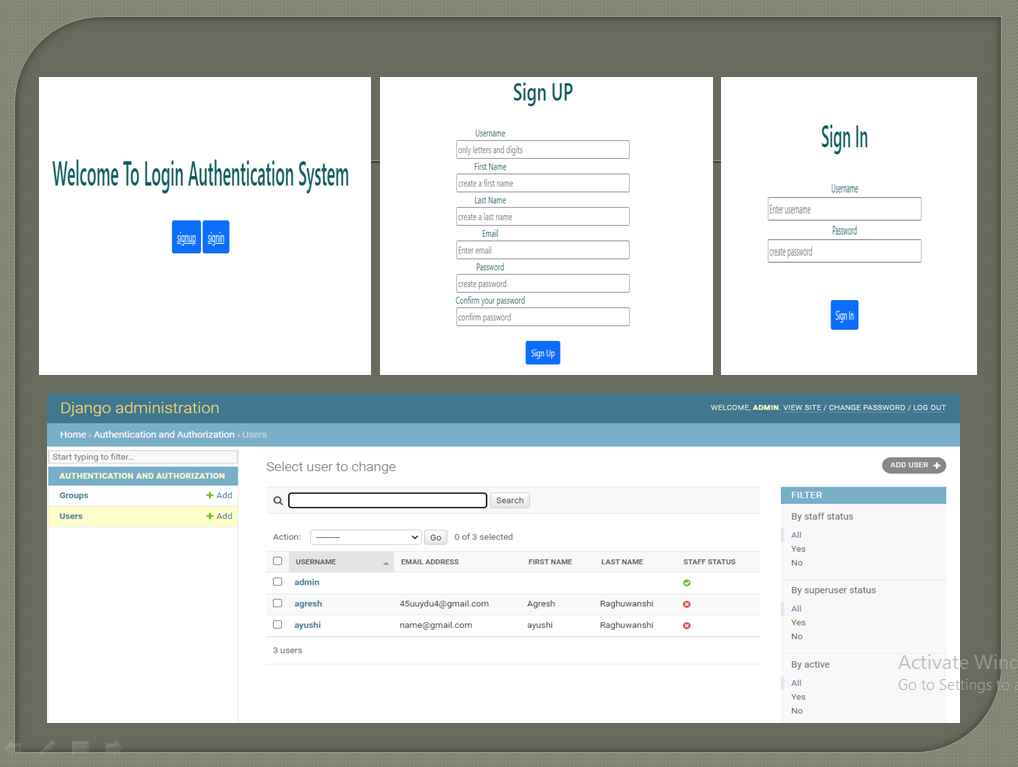 Welcome To Login Authentication System
signup signin
Sign UP
Username
only letters and digits
First Name
create a first name
Last Name
create a last name
Email
Enter email
Password
create password
Confirm your password
confirm password
Sign Up
Sign In
Username
Enter username
Password
create password
Sign In
Django administration
WELCOME, ADMIN. VIEW SITE / CHANGE PASSWORD / LOG OUT
Home › Authentication and Authorization › Users
Start typing to filter...
AUTHENTICATION AND AUTHORIZATION
Groups + Add
Users + Add
Select user to change
ADD USER +
Search
Action: --------- Go 0 of 3 selected
USERNAME EMAIL ADDRESS FIRST NAME LAST NAME STAFF STATUS
admin
agresh 45uuydu4@gmail.com Agresh Raghuwanshi
ayushi name@gmail.com ayushi Raghuwanshi
3 users
FILTER
By staff status
All
Yes
No
By superuser status
All
Yes
No
By active
All
Yes
No
Activate Win
Go to Settings to